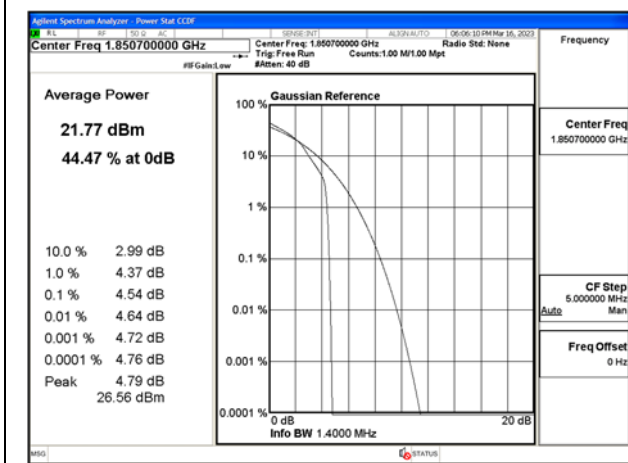 Agilent Spectrum Analyzer - Power Stat CCDF
RL RF 50 Ω AC SENSE:INT ALIGN AUTO 06:06:10 PM Mar 16, 2023
Center Freq 1.850700000 GHz
Center Freq: 1.850700000 GHz Radio Std: None
Trig: Free Run Counts:1.00 M/1.00 Mpt
#IFGain:Low #Atten: 40 dB
Frequency
Average Power
21.77 dBm
44.47 % at 0dB
10.0 % 2.99 dB
1.0 % 4.37 dB
0.1 % 4.54 dB
0.01 % 4.64 dB
0.001 % 4.72 dB
0.0001 % 4.76 dB
Peak 4.79 dB
26.56 dBm
Gaussian Reference
100 %
10 %
1 %
0.1 %
0.01 %
0.001 %
0.0001 %
0 dB 20 dB
Info BW 1.4000 MHz
Center Freq
1.850700000 GHz
CF Step
5.000000 MHz
Auto Man
Freq Offset
0 Hz
MSG STATUS